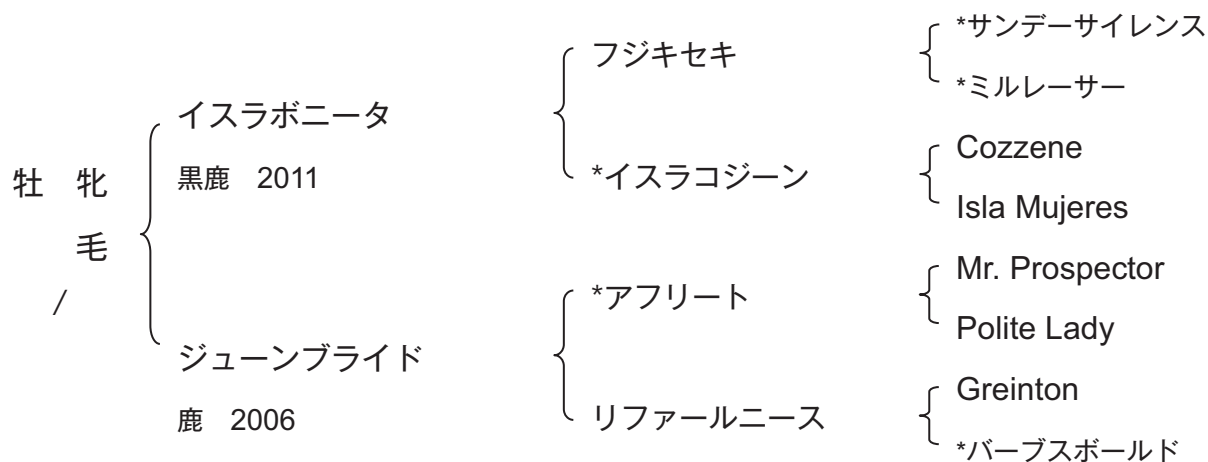 牡　牝
毛
/
イスラボニータ
黒鹿　2011
ジューンブライド
鹿　2006
フジキセキ
*イスラコジーン
*アフリート
リファールニース
*サンデーサイレンス
*ミルレーサー
Cozzene
Isla Mujeres
Mr. Prospector
Polite Lady
Greinton
*バーブスボールド